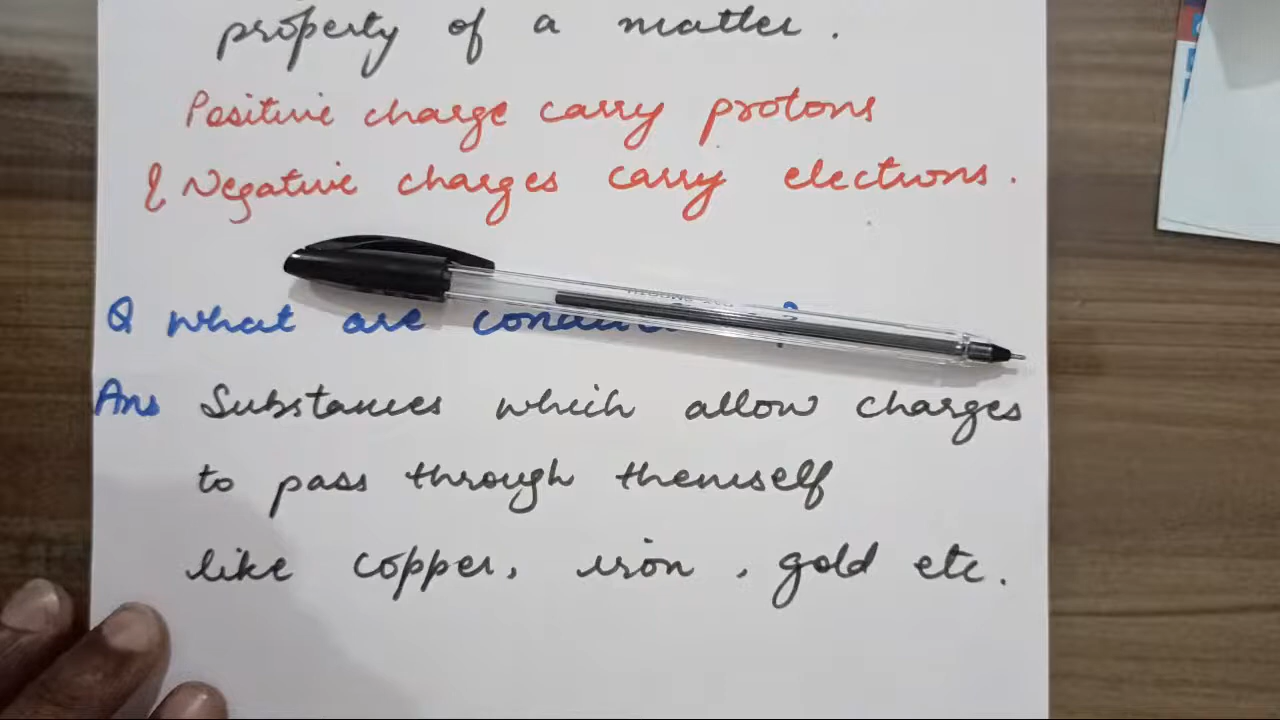 property of a matter.
Positive charge carry protons
& Negative charges carry electrons.
Q What are
Ans Substances which allow charges
to pass through themself
like copper, iron, gold etc.